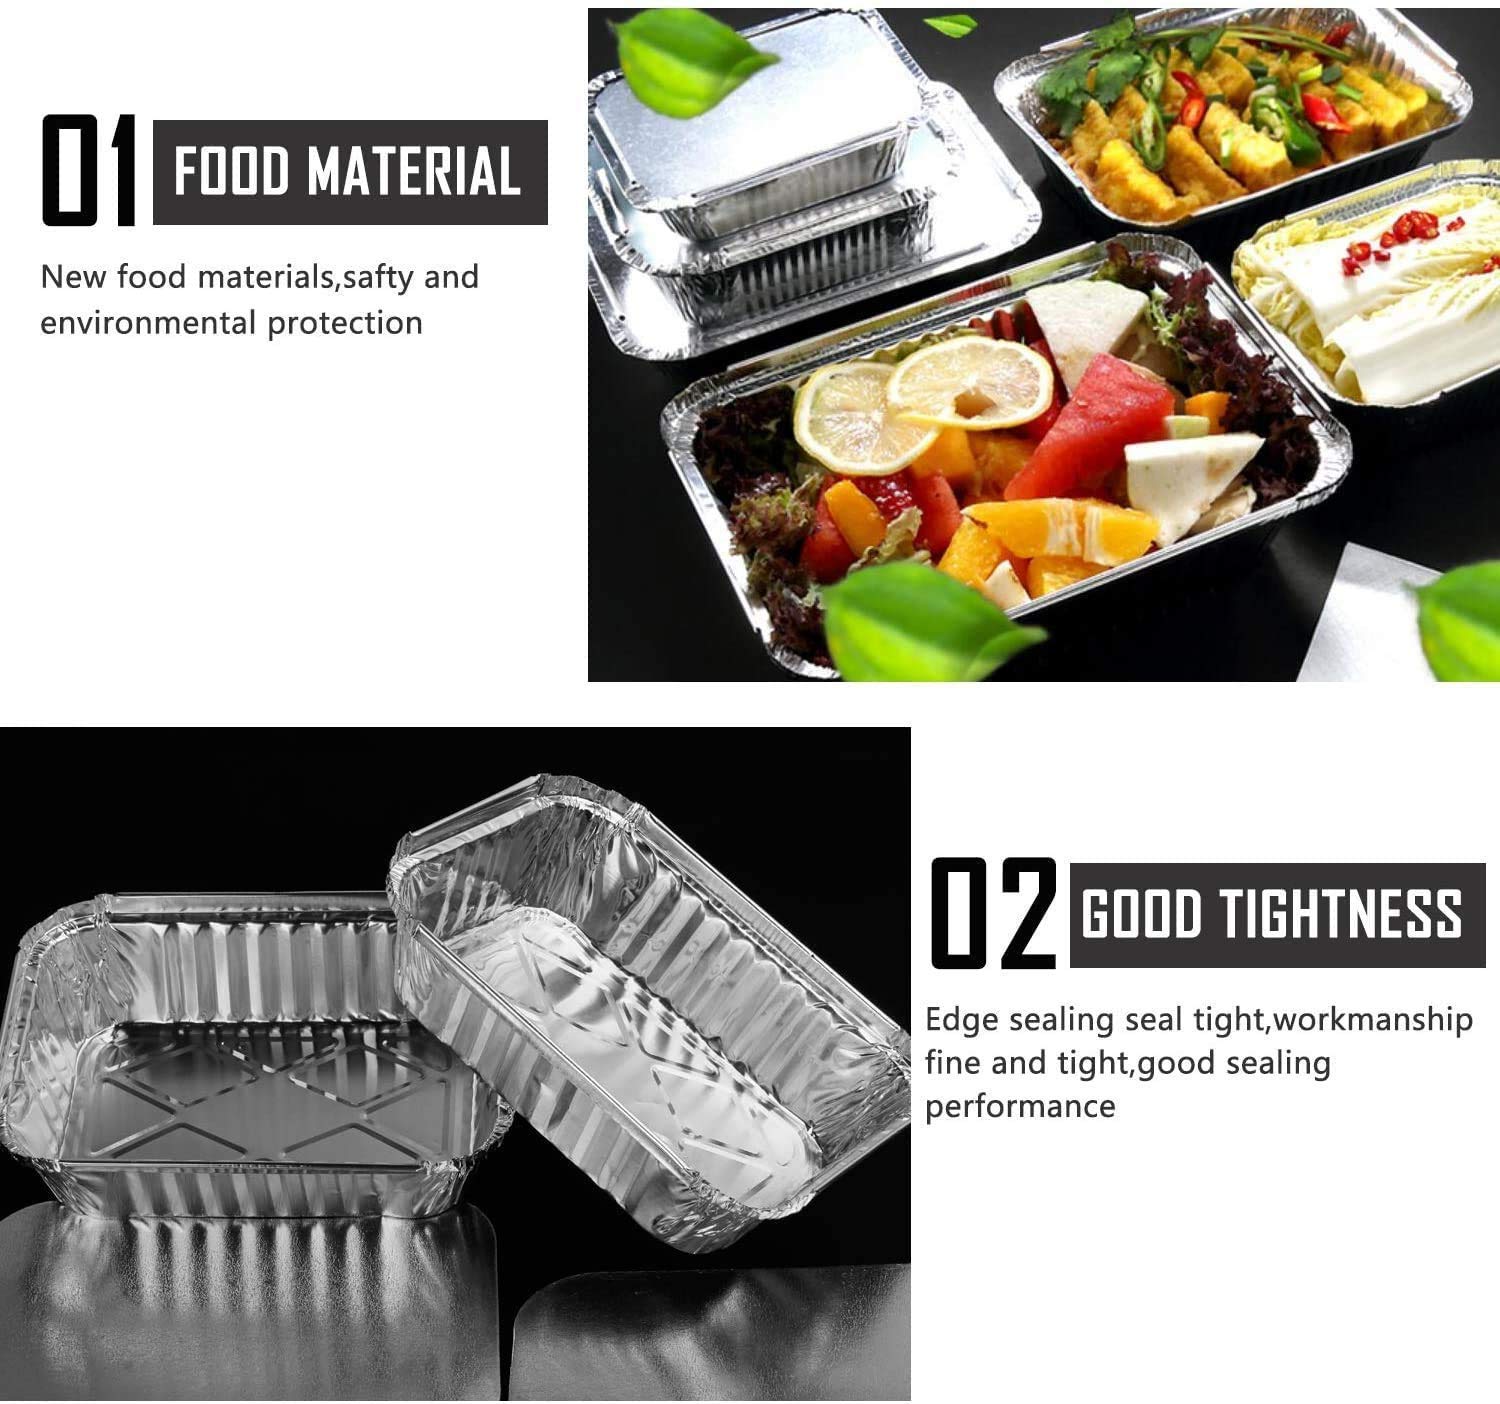 01 FOOD MATERIAL
New food materials,safty and
environmental protection
02 GOOD TIGHTNESS
Edge sealing seal tight,workmanship
fine and tight,good sealing
performance